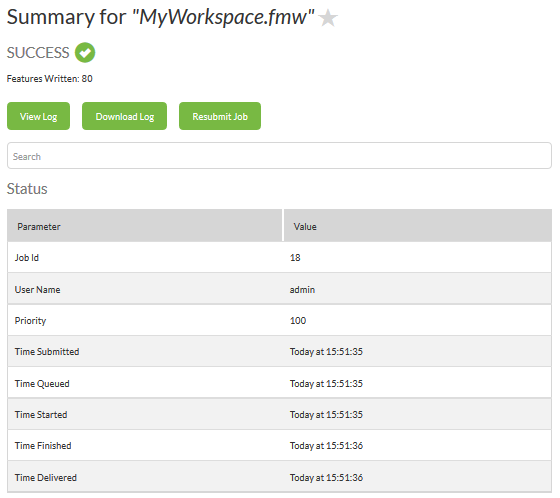 Summary for "MyWorkspace.fmw"
SUCCESS
Features Written: 80
View Log Download Log Resubmit Job
Search
Status
Parameter Value
Job Id 18
User Name admin
Priority 100
Time Submitted Today at 15:51:35
Time Queued Today at 15:51:35
Time Started Today at 15:51:35
Time Finished Today at 15:51:36
Time Delivered Today at 15:51:36